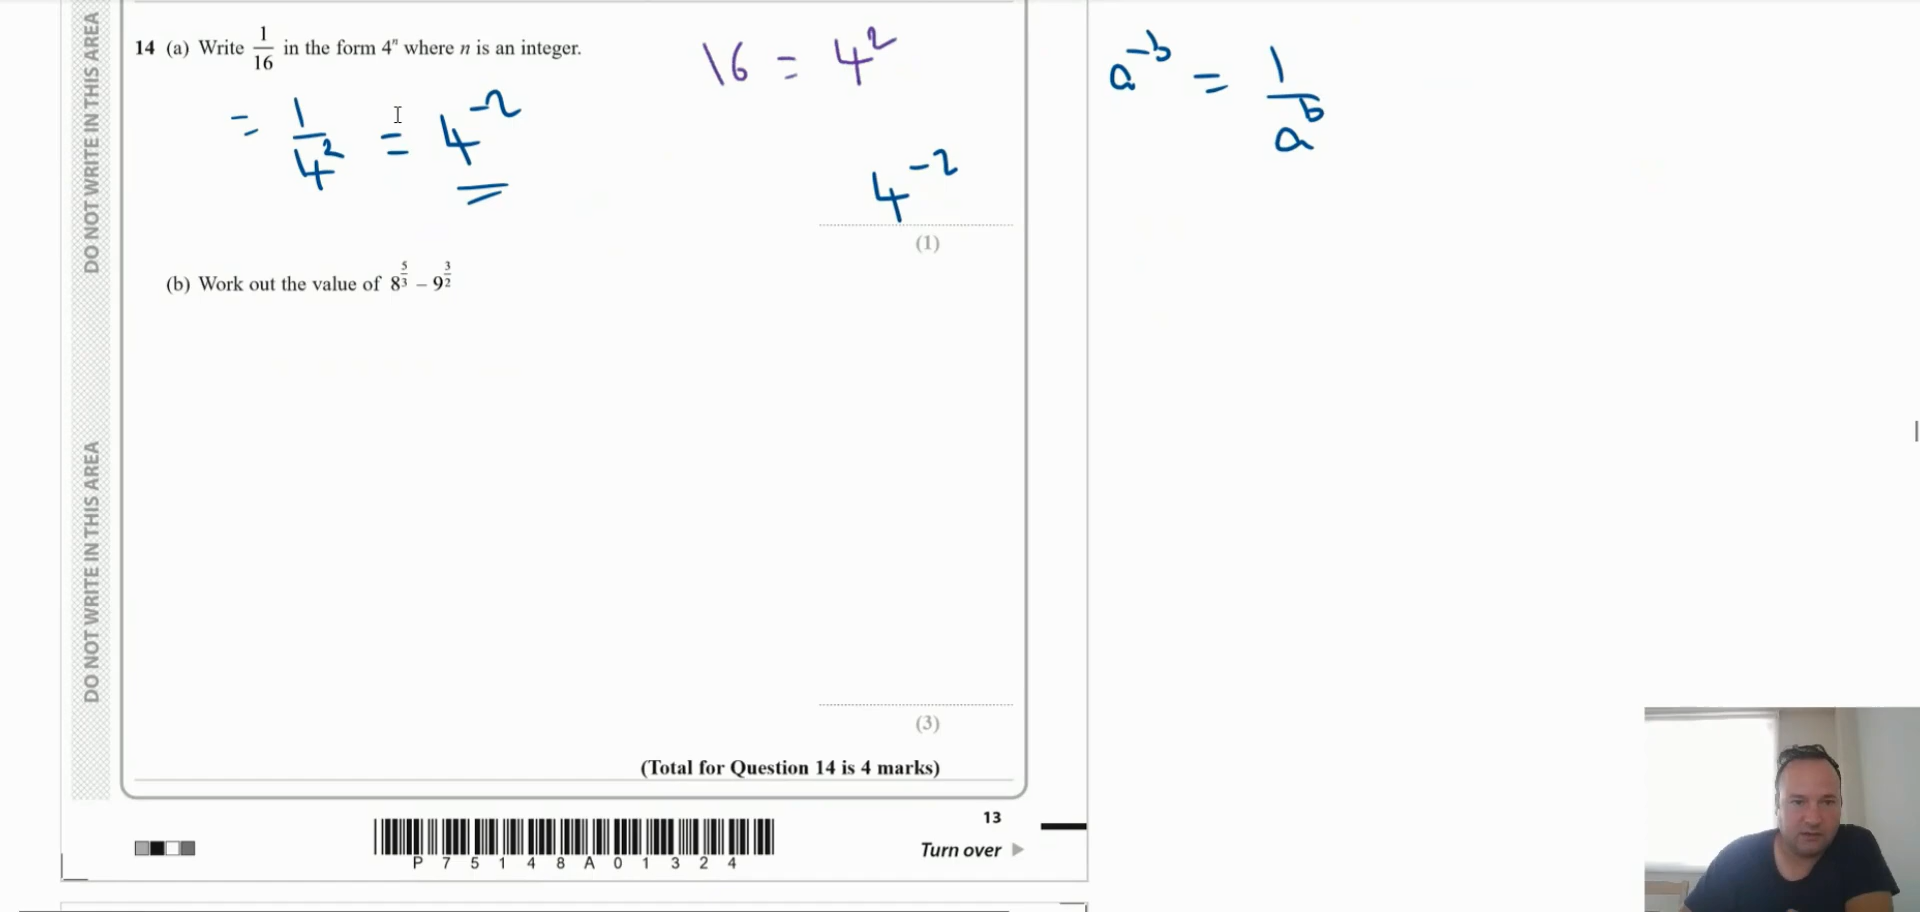 DO NOT WRITE IN THIS AREA
DO NOT WRITE IN THIS AREA
14 (a) Write 1/16 in the form 4ⁿ where n is an integer.
16 = 4²
= 1/4² = 4⁻²
4⁻²
(1)
a⁻ᵇ = 1/aᵇ
(b) Work out the value of 8^(5/3) − 9^(3/2)
(3)
(Total for Question 14 is 4 marks)
13
Turn over
P 7 5 1 4 8 A 0 1 3 2 4